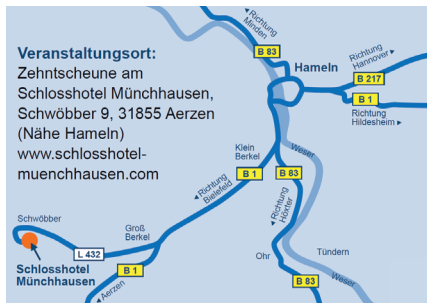 Veranstaltungsort:
Zehntscheune am
Schlosshotel Münchhausen,
Schwöbber 9, 31855 Aerzen
(Nähe Hameln)
www.schlosshotel-
muenchhausen.com
◄ Richtung
Minden
B 83
Hameln
Richtung
Hannover ►
B 217
B 1
Richtung
Hildesheim ►
Klein
Berkel
B 1
B 83
Weser
◄ Richtung
Bielefeld
◄ Richtung
Höxter
Schwöbber
Groß
Berkel
L 432
Schlosshotel
Münchhausen
B 1
◄ Aerzen
Ohr
Tündern
Weser
B 83